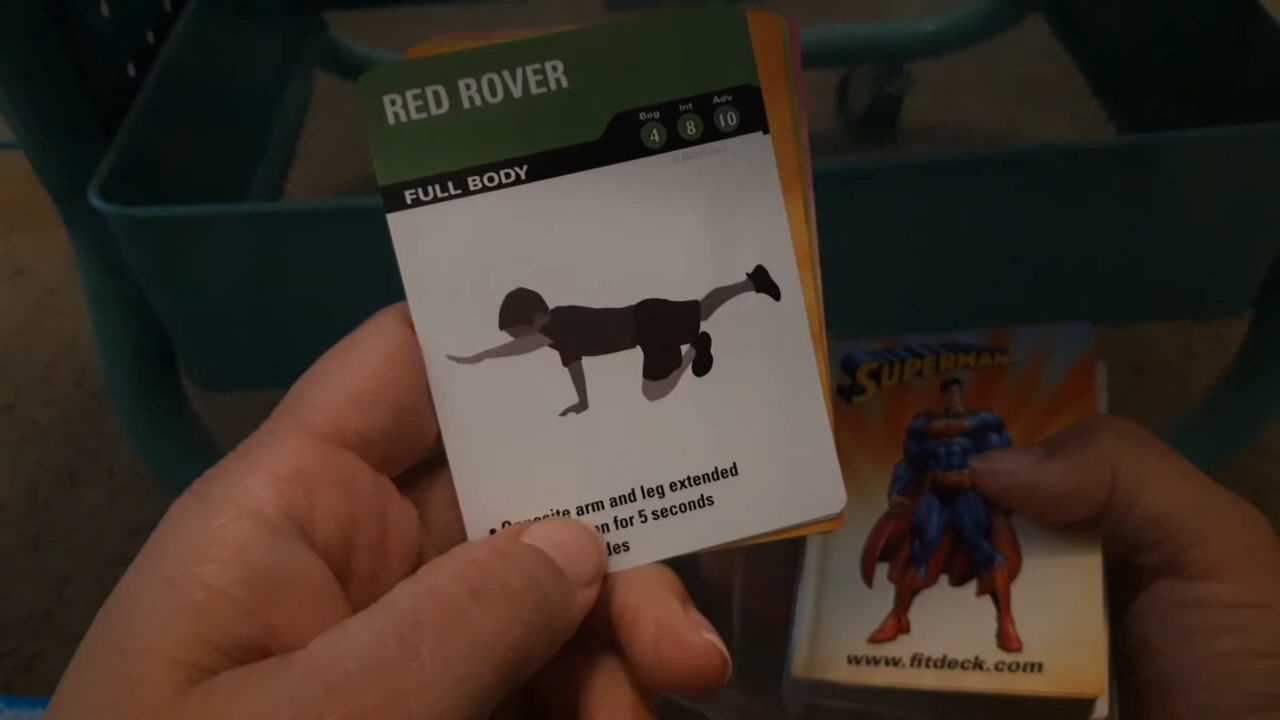 RED ROVER
Beg Int Adv
4 8 10
FULL BODY
arm and leg extended
for 5 seconds
SUPERMAN
www.fitdeck.com